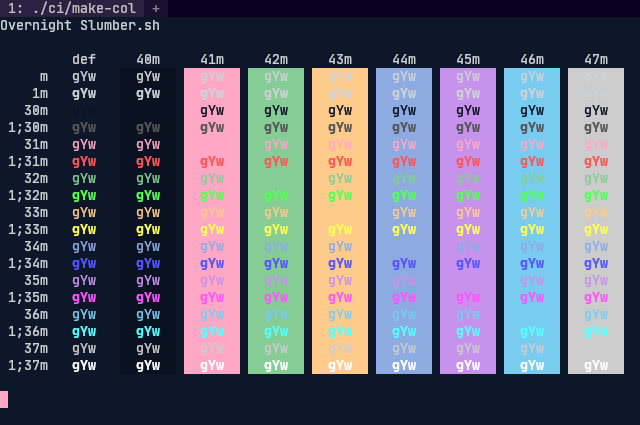 1: ./ci/make-col +
Overnight Slumber.sh
def 40m 41m 42m 43m 44m 45m 46m 47m
m gYw gYw gYw gYw gYw gYw gYw gYw gYw
1m gYw gYw gYw gYw gYw gYw gYw gYw gYw
30m gYw gYw gYw gYw gYw gYw gYw gYw
1;30m gYw gYw gYw gYw gYw gYw gYw gYw gYw
31m gYw gYw gYw gYw gYw gYw gYw gYw
1;31m gYw gYw gYw gYw gYw gYw gYw gYw gYw
32m gYw gYw gYw gYw gYw gYw gYw gYw
1;32m gYw gYw gYw gYw gYw gYw gYw gYw gYw
33m gYw gYw gYw gYw gYw gYw gYw gYw
1;33m gYw gYw gYw gYw gYw gYw gYw gYw gYw
34m gYw gYw gYw gYw gYw gYw gYw gYw
1;34m gYw gYw gYw gYw gYw gYw gYw gYw gYw
35m gYw gYw gYw gYw gYw gYw gYw gYw
1;35m gYw gYw gYw gYw gYw gYw gYw gYw gYw
36m gYw gYw gYw gYw gYw gYw gYw gYw
1;36m gYw gYw gYw gYw gYw gYw gYw gYw gYw
37m gYw gYw gYw gYw gYw gYw gYw gYw
1;37m gYw gYw gYw gYw gYw gYw gYw gYw gYw